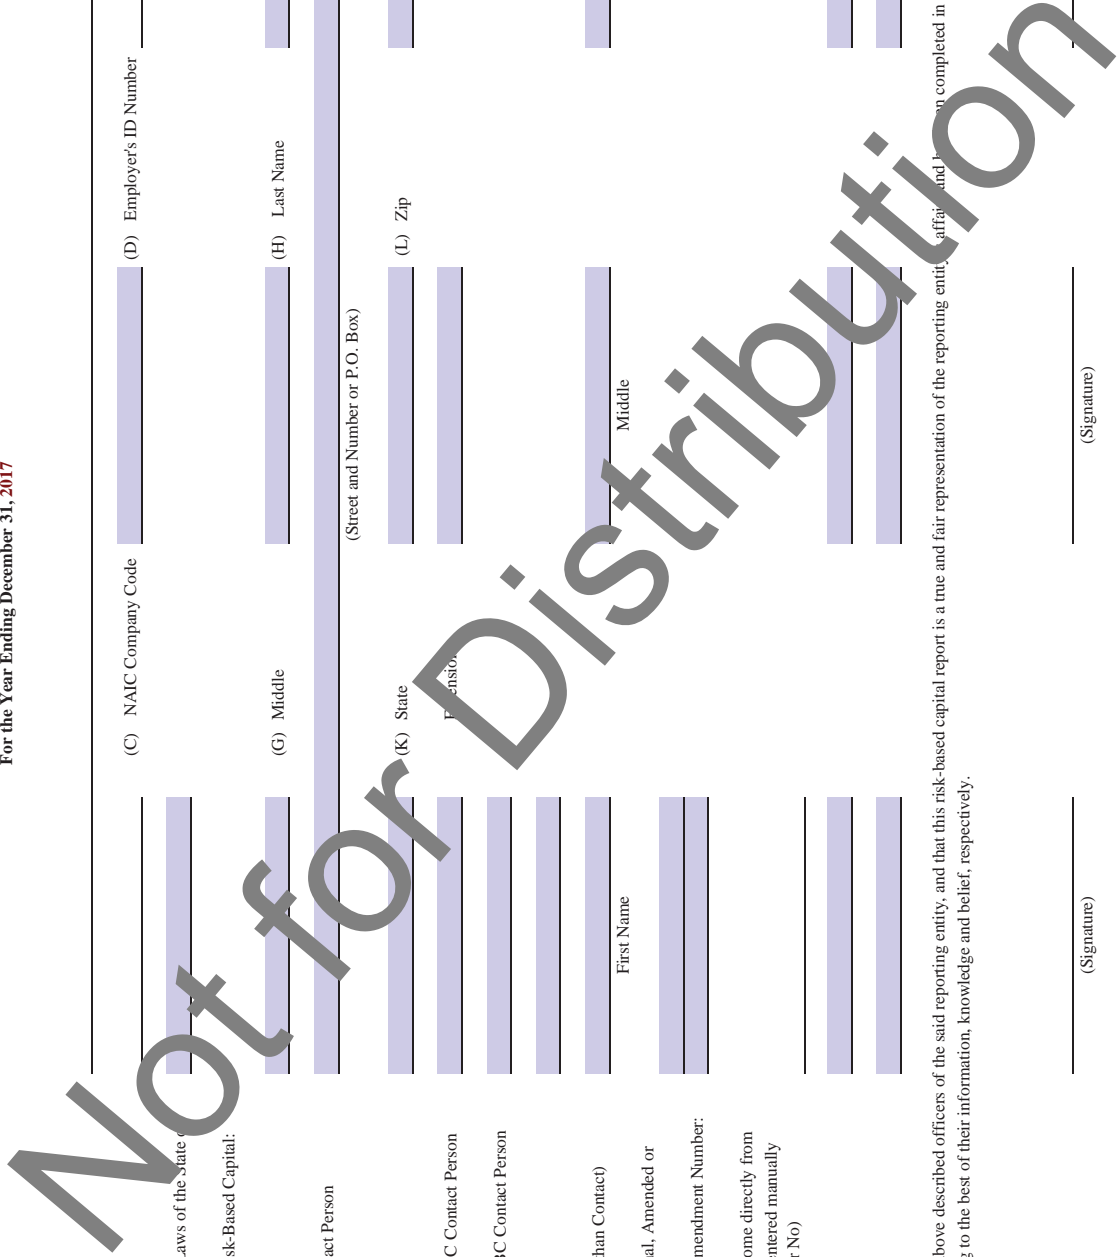 For the Year Ending December 31, 2017
(C) NAIC Company Code (D) Employer's ID Number
Laws of the State
sk-Based Capital:
(G) Middle (H) Last Name
act Person
(Street and Number or P.O. Box)
(K) State (L) Zip
C Contact Person
BC Contact Person
than Contact)
First Name Middle
al, Amended or
mendment Number:
ome directly from
entered manually
r No)
bove described officers of the said reporting entity, and that this risk-based capital report is a true and fair representation of the reporting entity completed in
g to the best of their information, knowledge and belief, respectively.
(Signature) (Signature)
Not for Distribution